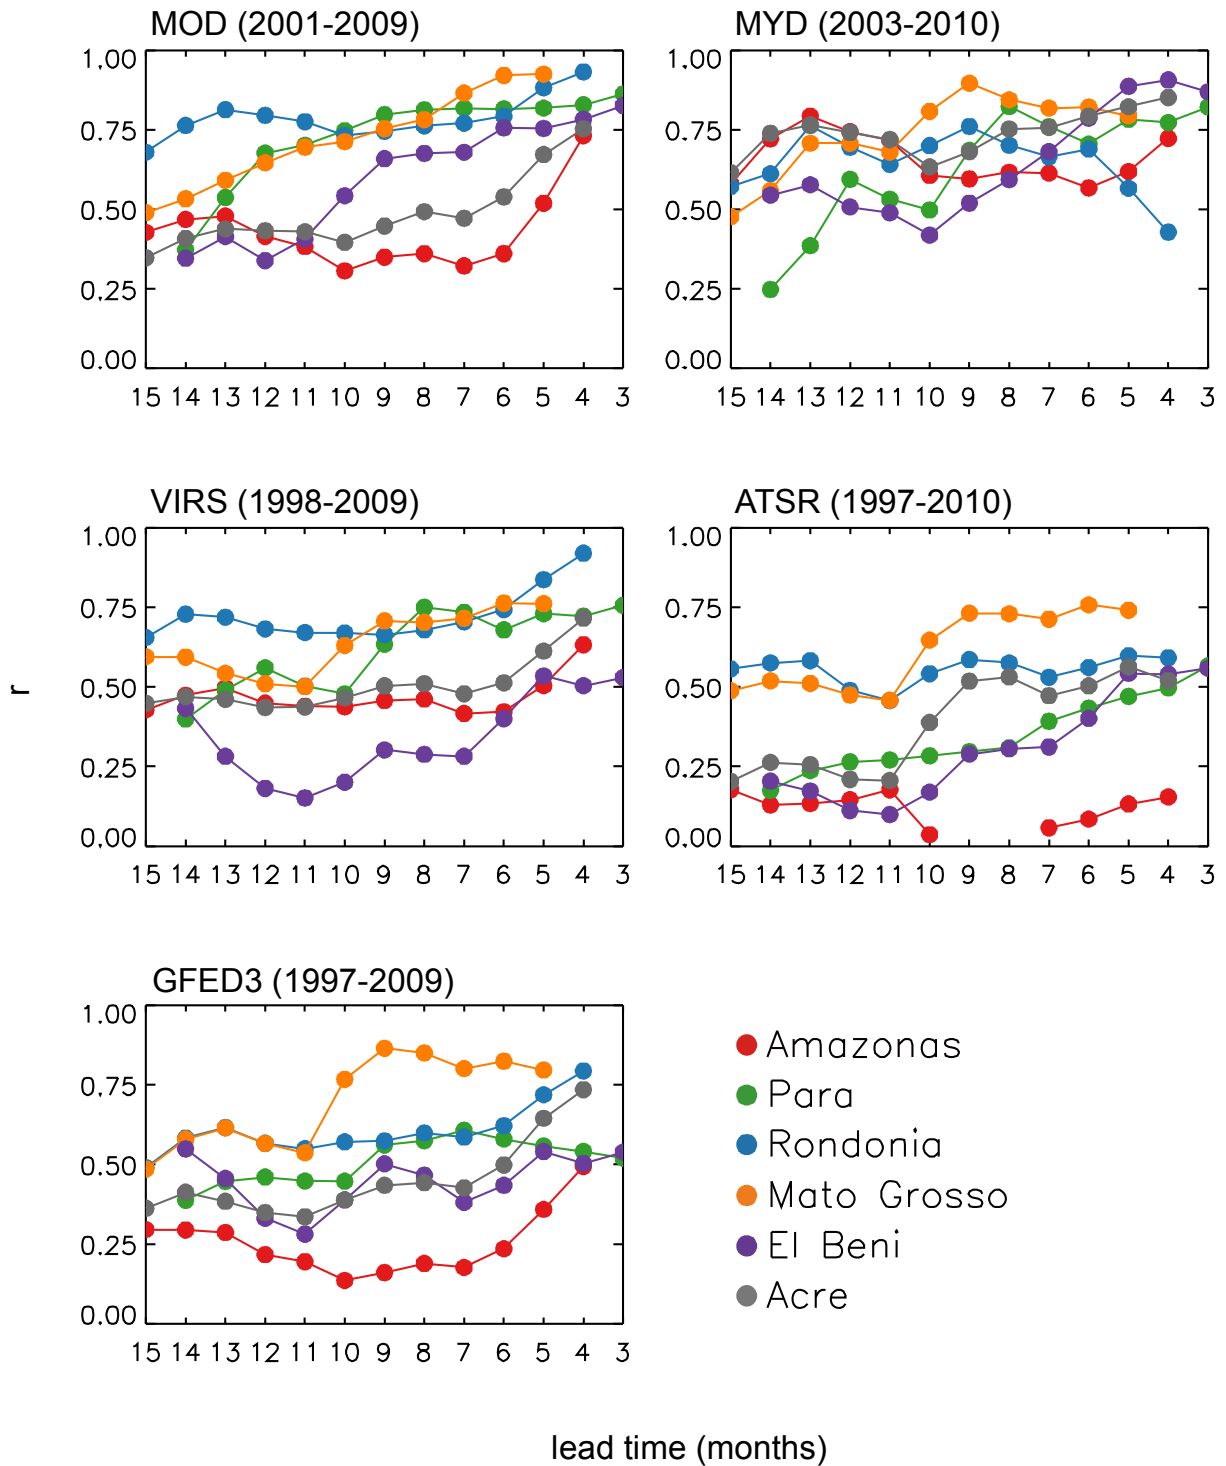 MOD (2001-2009)
1.00
0.75
0.50
0.25
0.00
15 14 13 12 11 10 9 8 7 6 5 4 3
MYD (2003-2010)
1.00
0.75
0.50
0.25
0.00
15 14 13 12 11 10 9 8 7 6 5 4 3
VIRS (1998-2009)
1.00
0.75
0.50
0.25
0.00
15 14 13 12 11 10 9 8 7 6 5 4 3
ATSR (1997-2010)
1.00
0.75
0.50
0.25
0.00
15 14 13 12 11 10 9 8 7 6 5 4 3
r
GFED3 (1997-2009)
1.00
0.75
0.50
0.25
0.00
15 14 13 12 11 10 9 8 7 6 5 4 3
Amazonas
Para
Rondonia
Mato Grosso
El Beni
Acre
lead time (months)